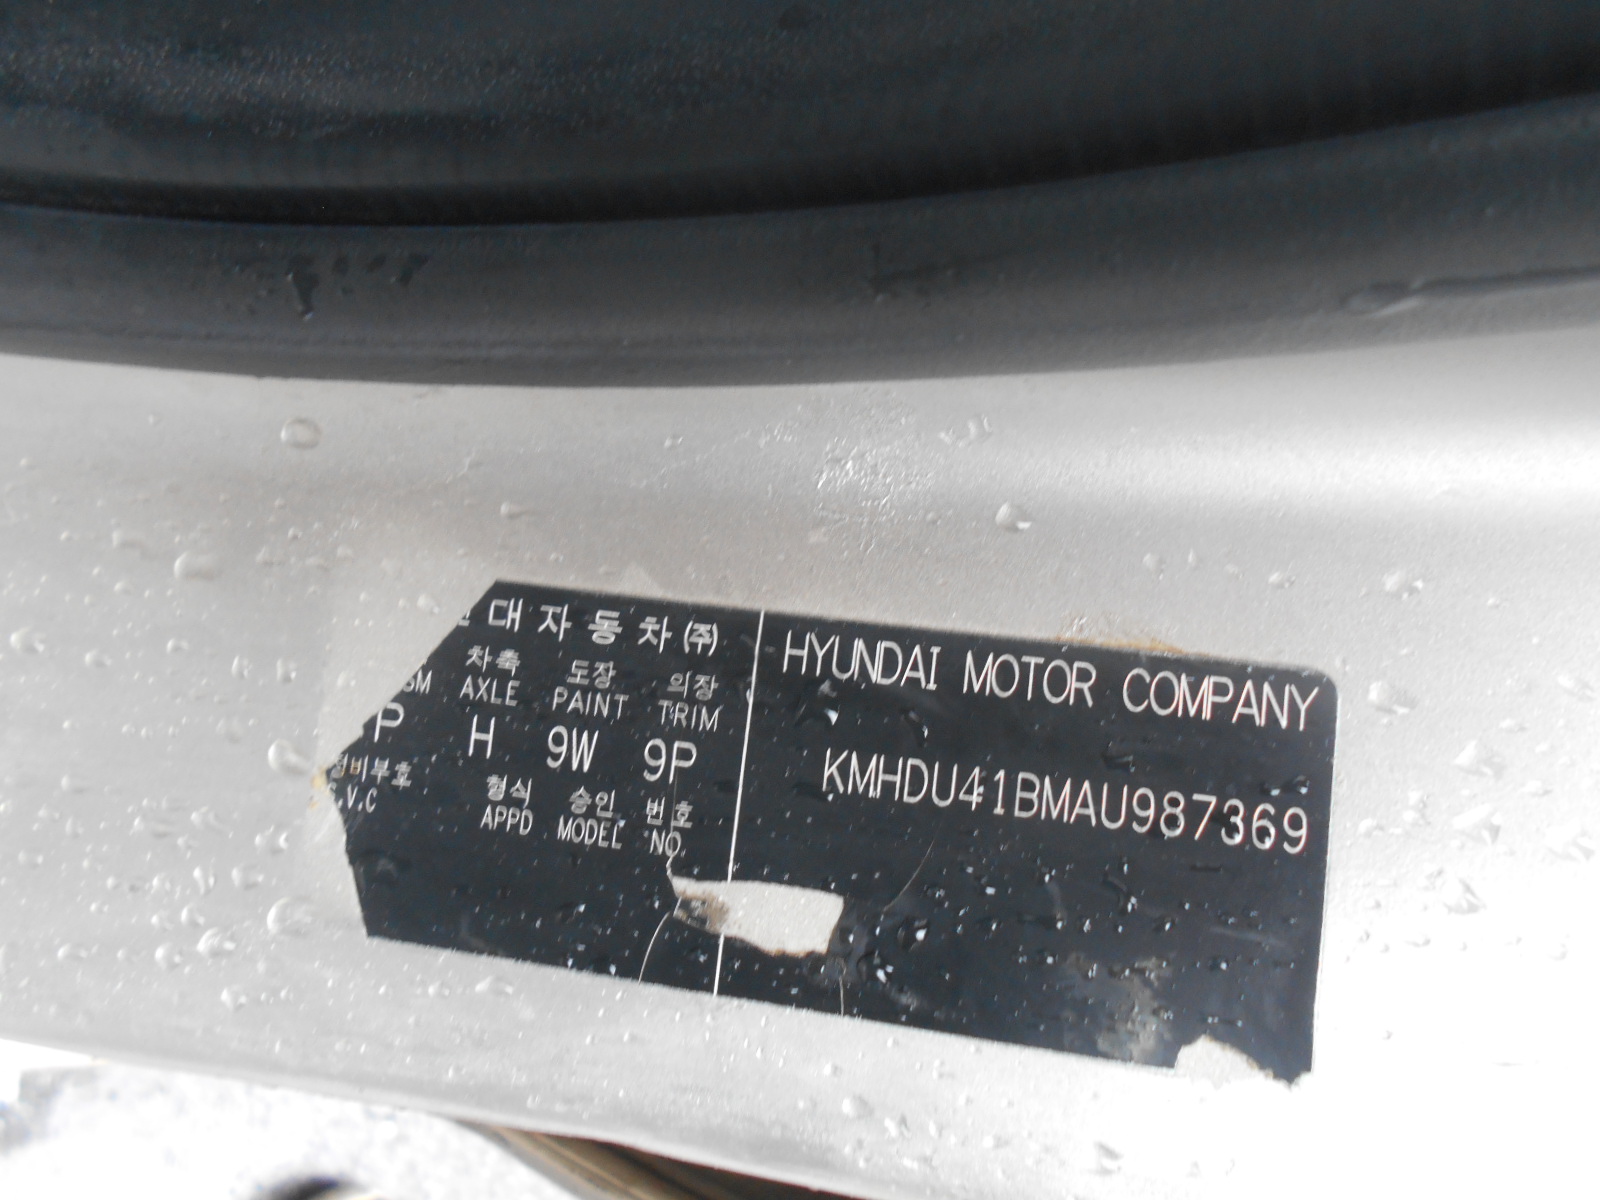 대자동차(주)
차축 도장 의장
SM AXLE PAINT TRIM
P H 9W 9P
정비부호
.V.C
형식 승인 번호
APPD MODEL NO.
HYUNDAI MOTOR COMPANY
KMHDU41BMAU987369